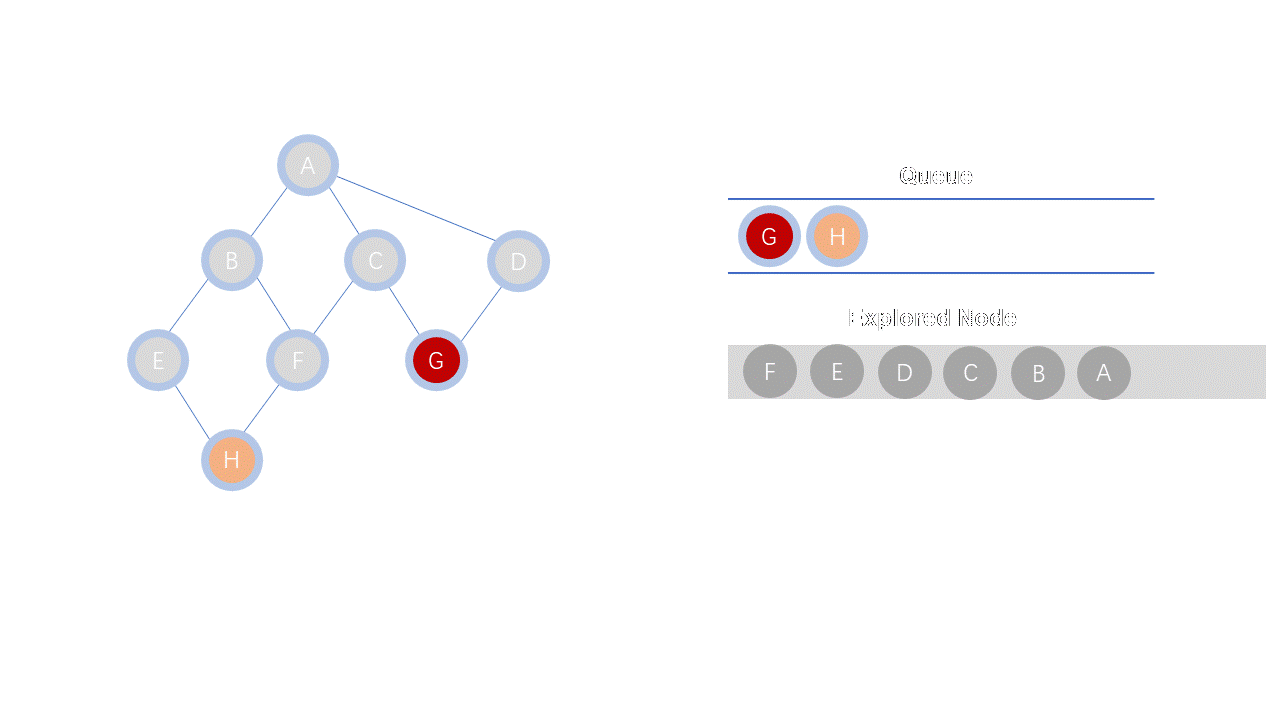 A
B C D
E F G
H
Queue
G H
Explored Node
F E D C B A